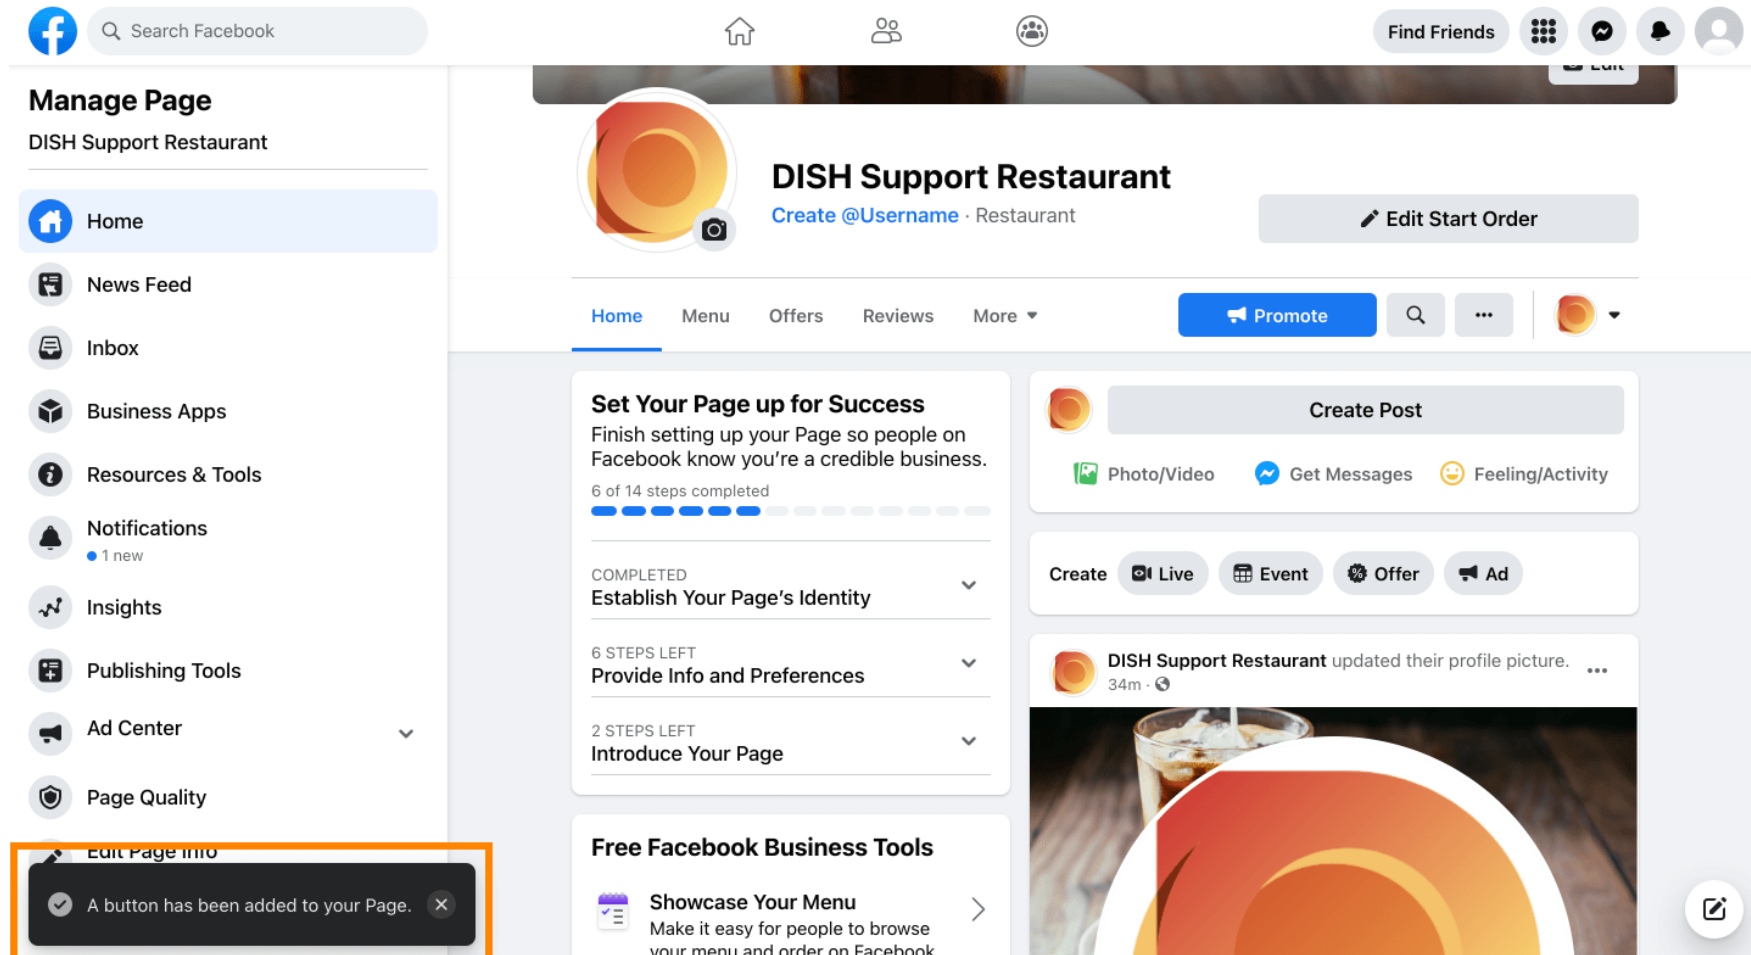 Search Facebook
Find Friends
Manage Page
DISH Support Restaurant
Home
News Feed
Inbox
Business Apps
Resources & Tools
Notifications
1 new
Insights
Publishing Tools
Ad Center
Page Quality
Edit Page Info
A button has been added to your Page.
Edit
DISH Support Restaurant
Create @Username · Restaurant
Edit Start Order
Home Menu Offers Reviews More
Promote
Set Your Page up for Success
Finish setting up your Page so people on
Facebook know you're a credible business.
6 of 14 steps completed
COMPLETED
Establish Your Page's Identity
6 STEPS LEFT
Provide Info and Preferences
2 STEPS LEFT
Introduce Your Page
Free Facebook Business Tools
Showcase Your Menu
Make it easy for people to browse
your menu and order on Facebook
Create Post
Photo/Video Get Messages Feeling/Activity
Create Live Event Offer Ad
DISH Support Restaurant updated their profile picture.
34m ·